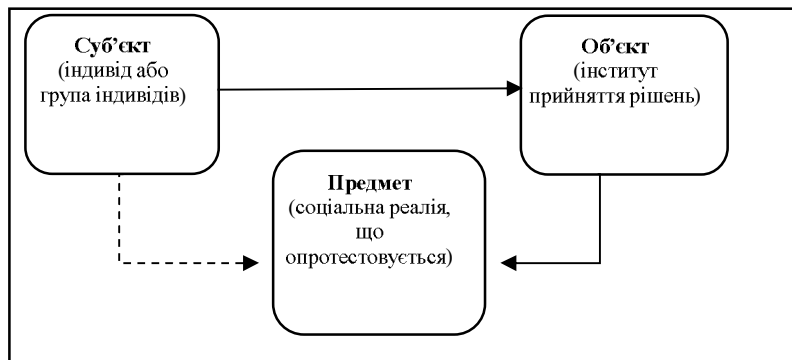 Суб’єкт
(індивід або
група індивідів)
Об’єкт
(інститут
прийняття рішень)
Предмет
(соціальна реалія,
що
опротестовується)